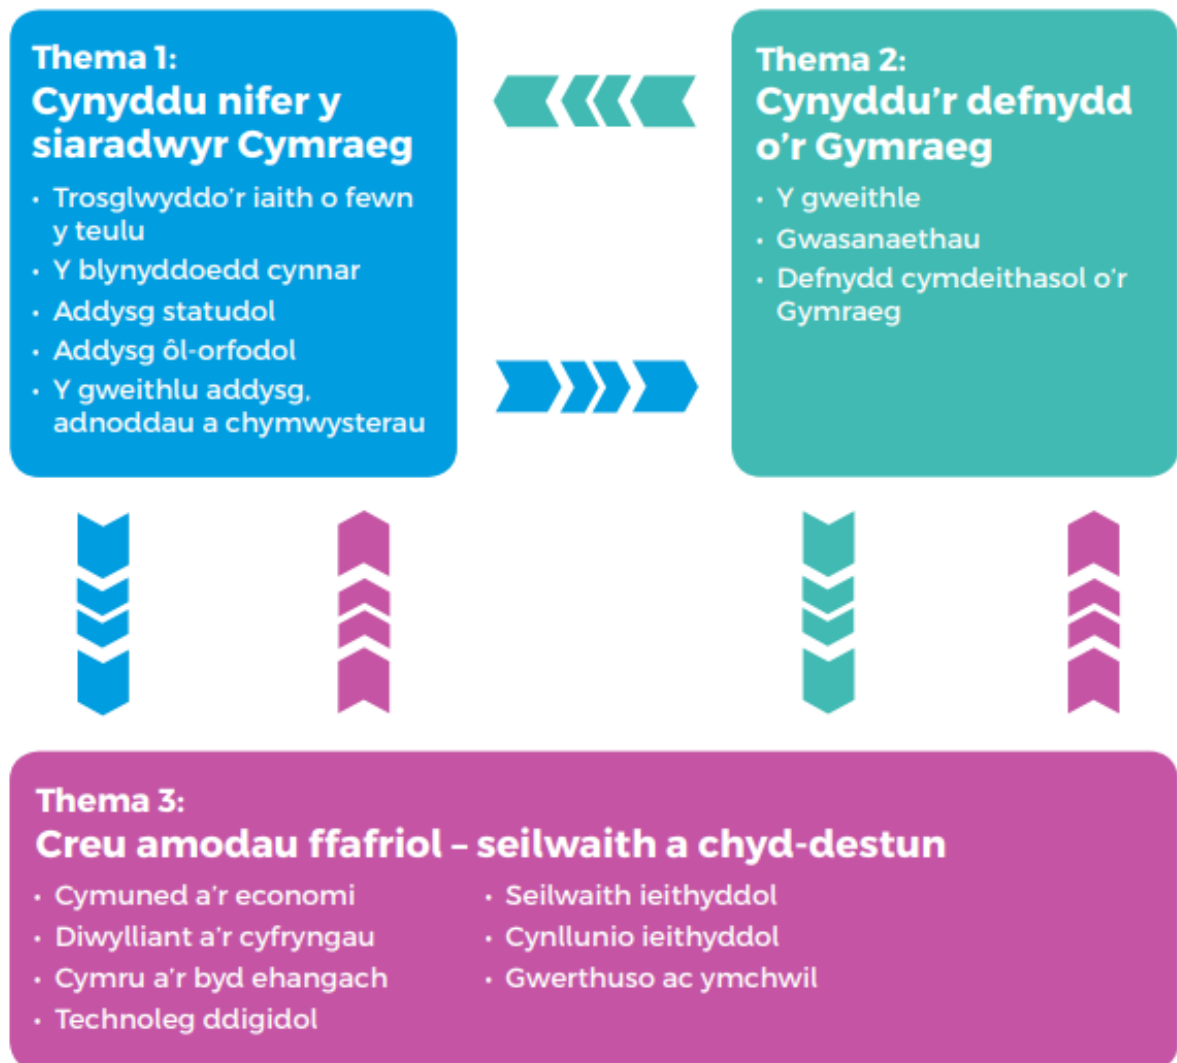 Thema 1:
Cynyddu nifer y
siaradwyr Cymraeg
• Trosglwyddo’r iaith o fewn
y teulu
• Y blynyddoedd cynnar
• Addysg statudol
• Addysg ôl-orfodol
• Y gweithlu addysg,
adnoddau a chymwysterau
Thema 2:
Cynyddu’r defnydd
o’r Gymraeg
• Y gweithle
• Gwasanaethau
• Defnydd cymdeithasol o’r
Gymraeg
Thema 3:
Creu amodau ffafriol – seilwaith a chyd-destun
• Cymuned a’r economi
• Diwylliant a’r cyfryngau
• Cymru a’r byd ehangach
• Technoleg ddigidol
• Seilwaith ieithyddol
• Cynllunio ieithyddol
• Gwerthuso ac ymchwil